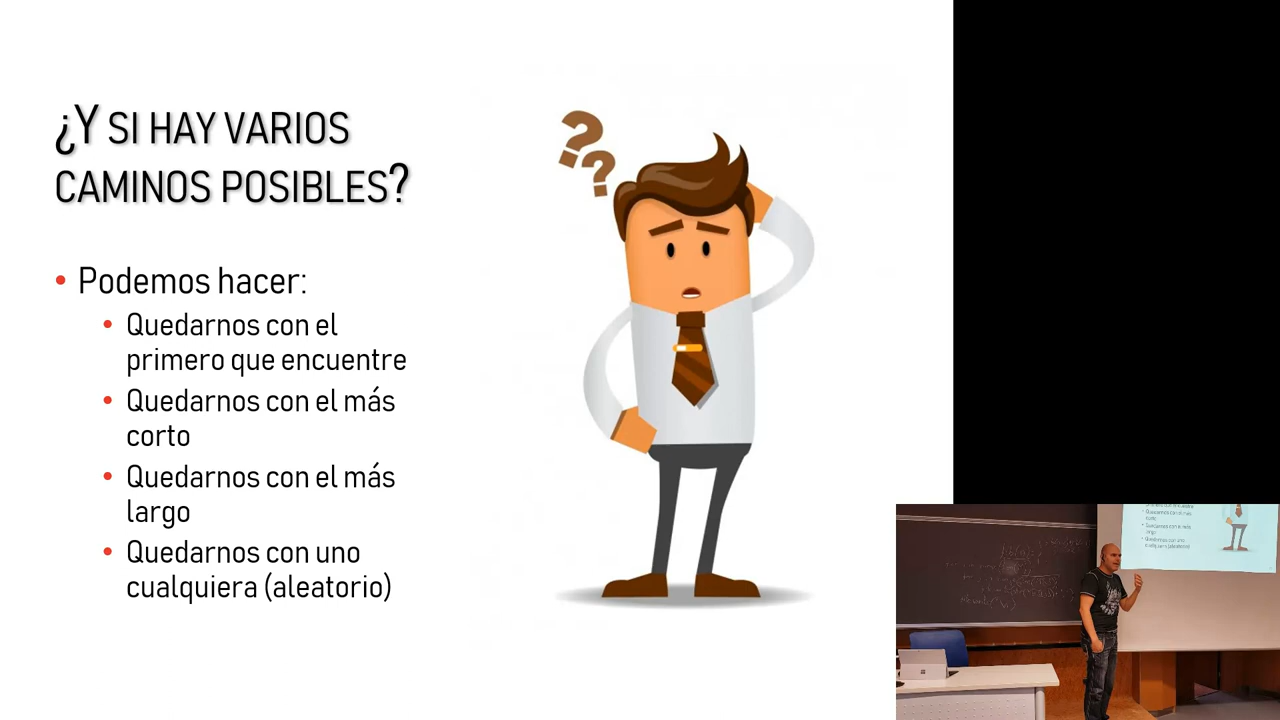 ¿Y SI HAY VARIOS
CAMINOS POSIBLES?
• Podemos hacer:
• Quedarnos con el
primero que encuentre
• Quedarnos con el más
corto
• Quedarnos con el más
largo
• Quedarnos con uno
cualquiera (aleatorio)
??